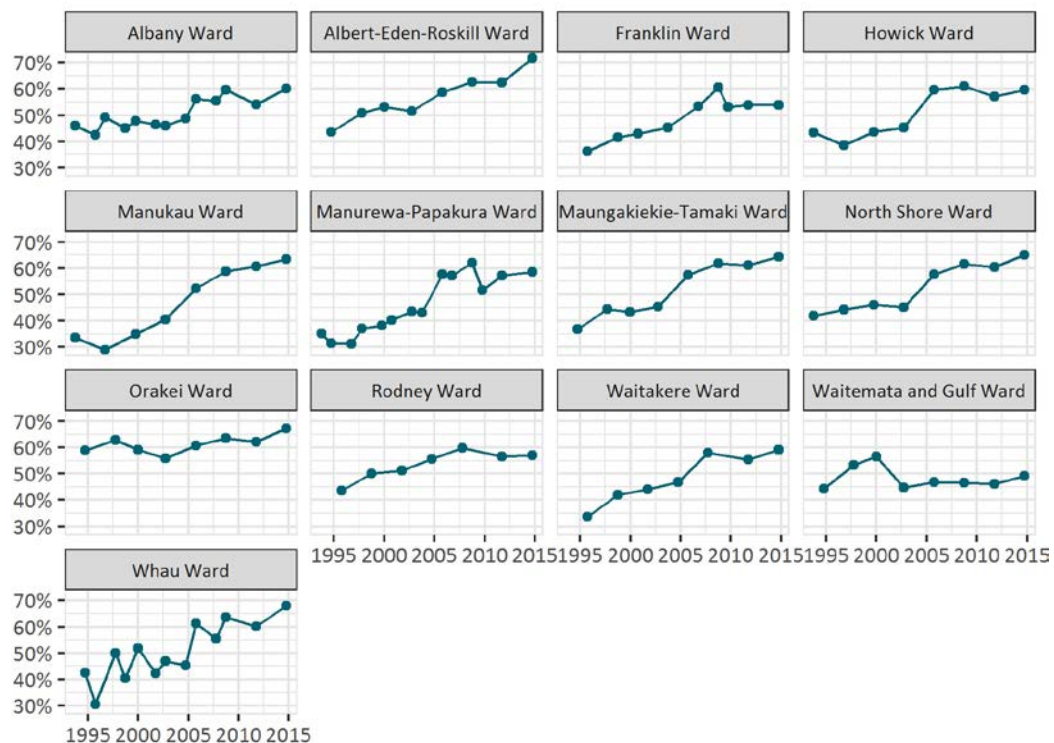 Albany Ward
Albert-Eden-Roskill Ward
Franklin Ward
Howick Ward
70%
60%
50%
40%
30%
Manukau Ward
Manurewa-Papakura Ward
Maungakiekie-Tamaki Ward
North Shore Ward
70%
60%
50%
40%
30%
Orakei Ward
Rodney Ward
Waitakere Ward
Waitemata and Gulf Ward
70%
60%
50%
40%
30%
1995 2000 2005 2010 2015
1995 2000 2005 2010 2015
1995 2000 2005 2010 2015
Whau Ward
70%
60%
50%
40%
30%
1995 2000 2005 2010 2015